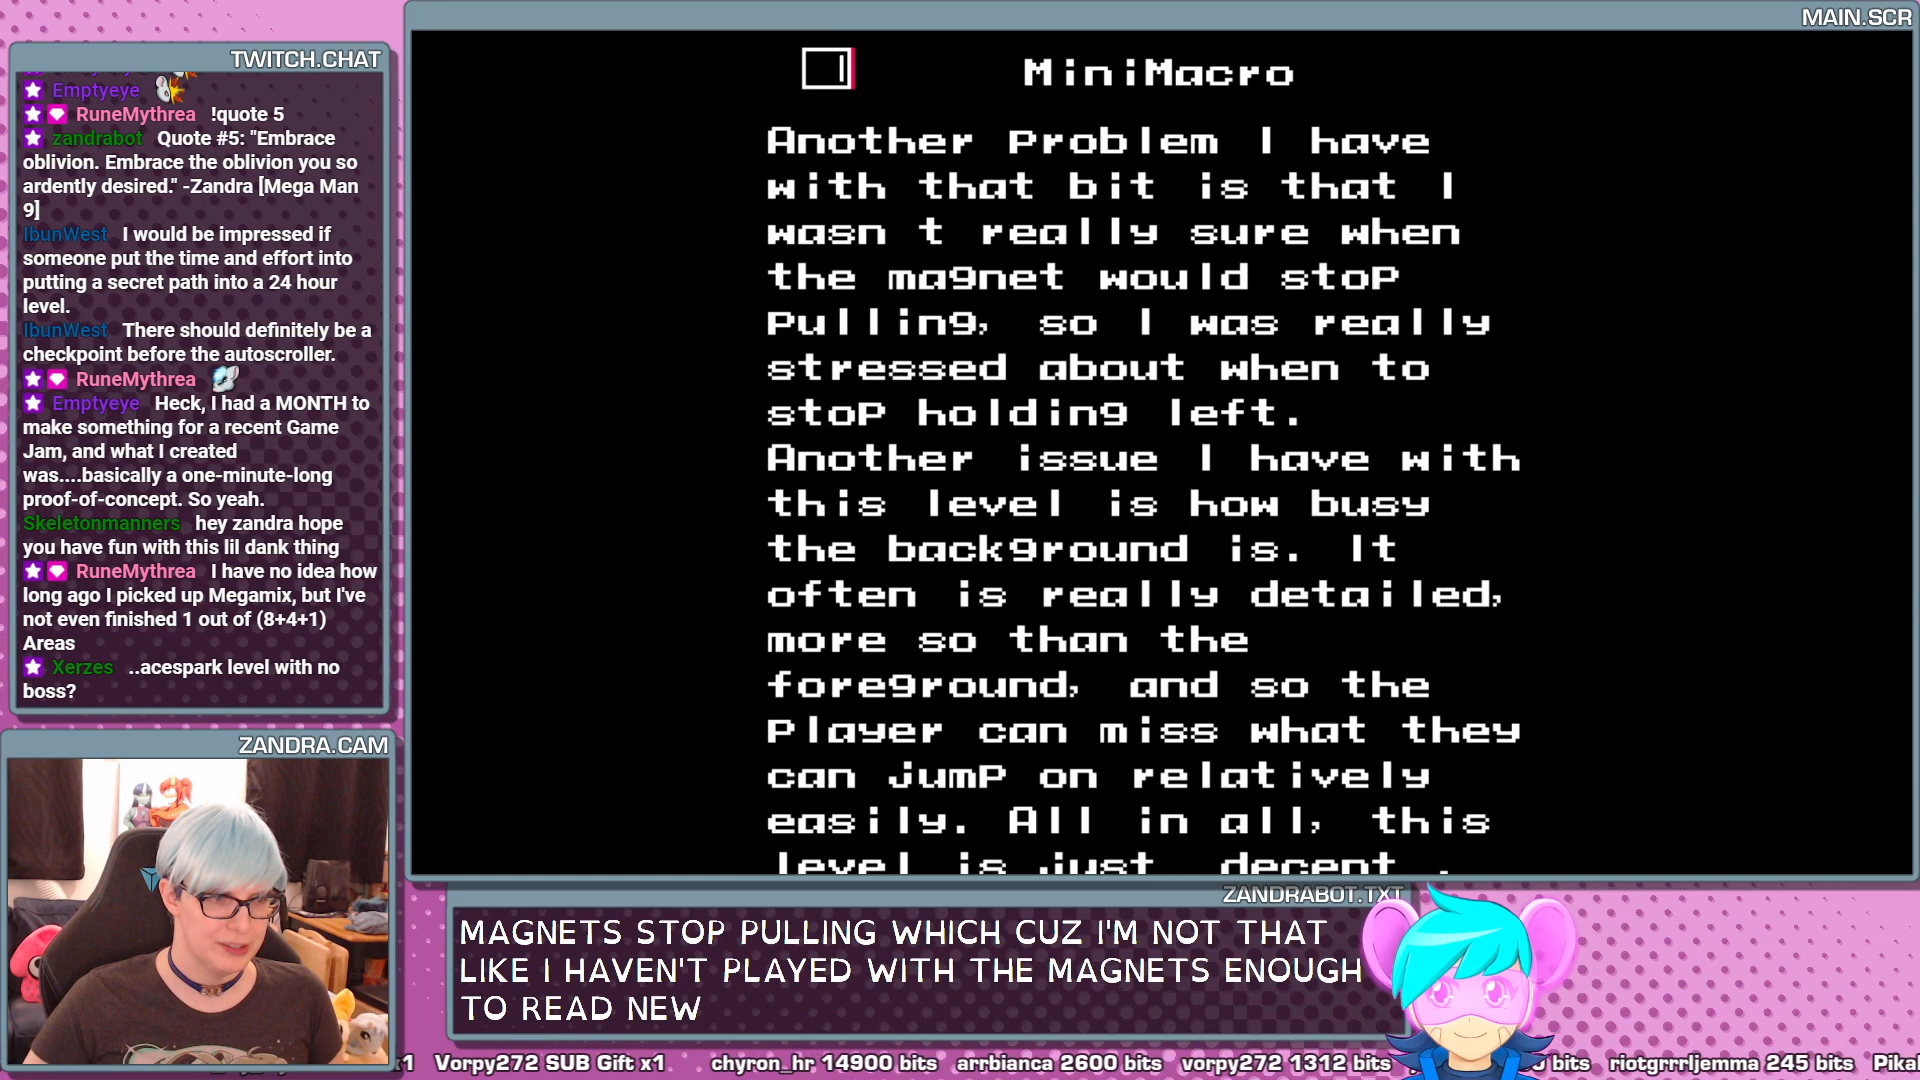 MAIN.SCR
TWITCH.CHAT
Emptyeye
RuneMythrea !quote 5
zandrabot Quote #5: "Embrace
oblivion. Embrace the oblivion you so
ardently desired." -Zandra [Mega Man
9]
IbunWest I would be impressed if
someone put the time and effort into
putting a secret path into a 24 hour
level.
IbunWest There should definitely be a
checkpoint before the autoscroller.
RuneMythrea
Emptyeye Heck, I had a MONTH to
make something for a recent Game
Jam, and what I created
was....basically a one-minute-long
proof-of-concept. So yeah.
Skeletonmanners hey zandra hope
you have fun with this lil dank thing
RuneMythrea I have no idea how
long ago I picked up Megamix, but I've
not even finished 1 out of (8+4+1)
Areas
Xerzes ..acespark level with no
boss?
MiniMacro
Another Problem I have
with that bit is that I
wasn t really sure when
the magnet would stop
Pulling, so I was really
stressed about when to
stop holding left.
Another issue I have with
this level is how busy
the background is. It
often is really detailed,
more so than the
foreground, and so the
Player can miss what they
can jump on relatively
easily. All in all, this
level is just decent .
ZANDRA.CAM
ZANDRABOT.TXT
MAGNETS STOP PULLING WHICH CUZ I'M NOT THAT
LIKE I HAVEN'T PLAYED WITH THE MAGNETS ENOUGH
TO READ NEW
x1 Vorpy272 SUB Gift x1 chyron_hr 14900 bits arrbianca 2600 bits vorpy272 1312 bits bits riotgrrrljemma 245 bits Pikal